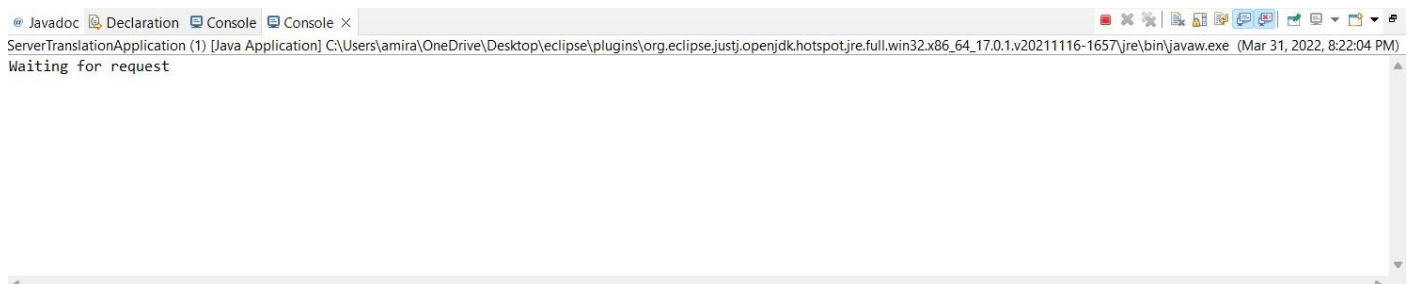 @ Javadoc Declaration Console Console ×
ServerTranslationApplication (1) [Java Application] C:\Users\amira\OneDrive\Desktop\eclipse\plugins\org.eclipse.justj.openjdk.hotspot.jre.full.win32.x86_64_17.0.1.v20211116-1657\jre\bin\javaw.exe (Mar 31, 2022, 8:22:04 PM)
Waiting for request